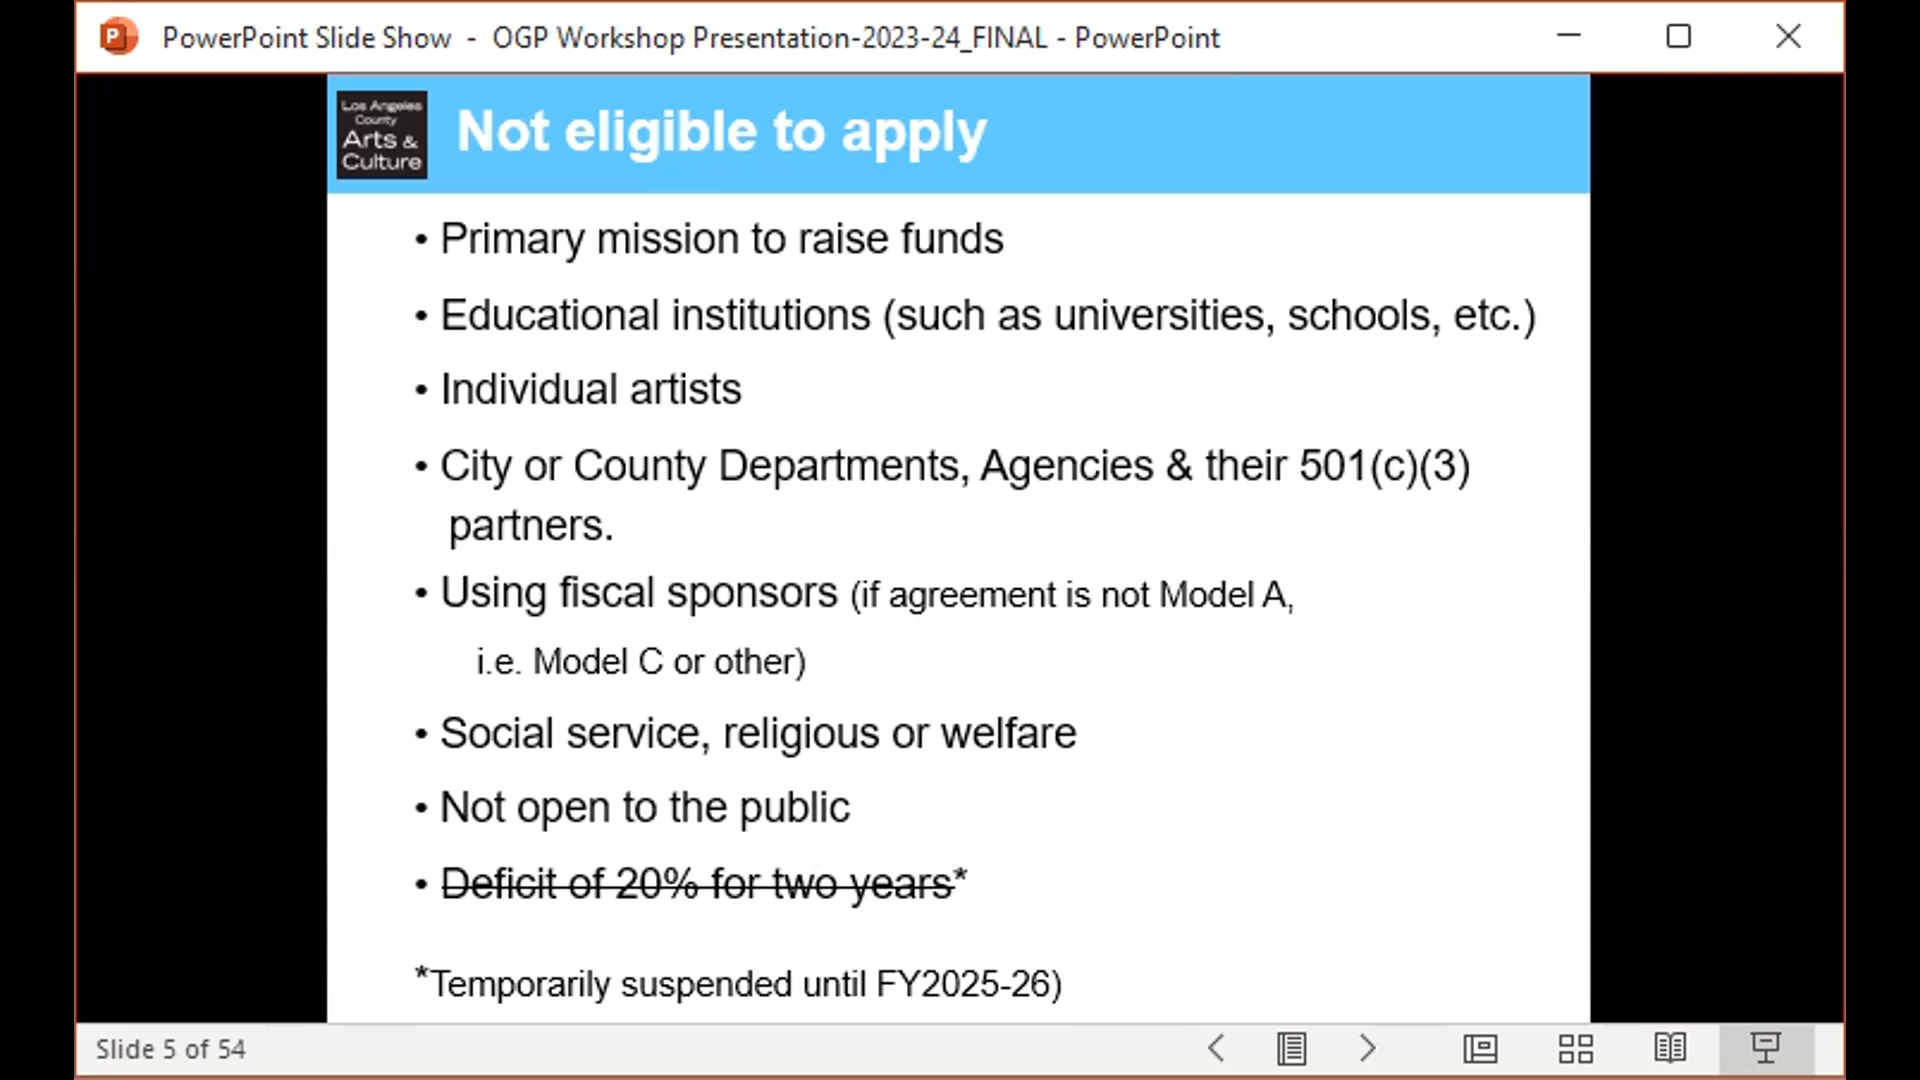 PowerPoint Slide Show - OGP Workshop Presentation-2023-24_FINAL - PowerPoint
Los Angeles
County
Arts &
Culture
Not eligible to apply
• Primary mission to raise funds
• Educational institutions (such as universities, schools, etc.)
• Individual artists
• City or County Departments, Agencies & their 501(c)(3)
partners.
• Using fiscal sponsors (if agreement is not Model A,
i.e. Model C or other)
• Social service, religious or welfare
• Not open to the public
• Deficit of 20% for two years*
*Temporarily suspended until FY2025-26)
Slide 5 of 54